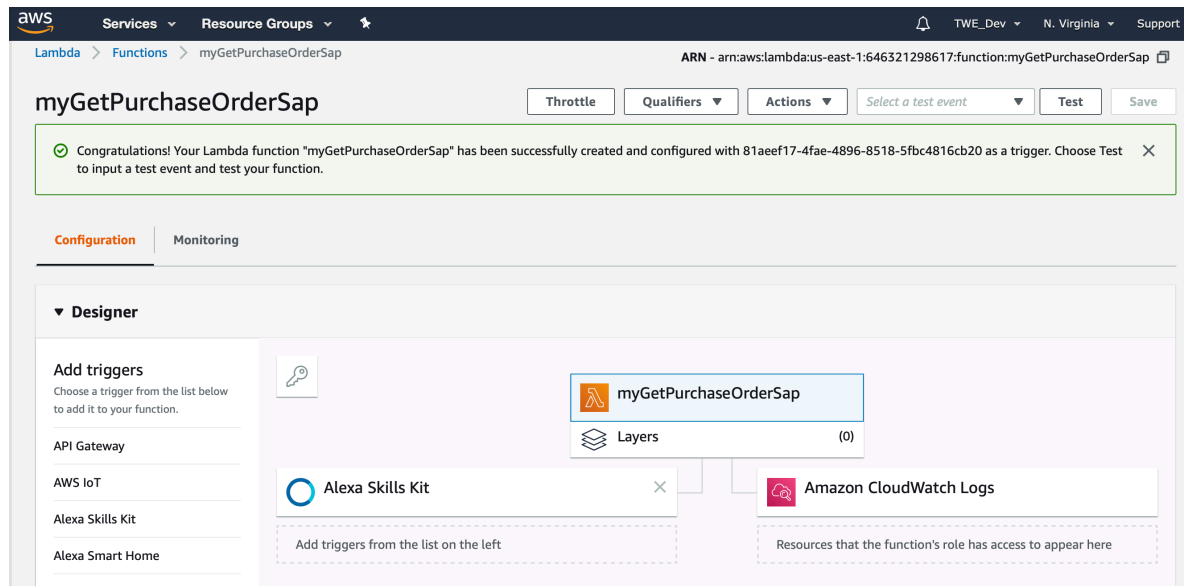 aws Services Resource Groups TWE_Dev N. Virginia Support
Lambda Functions myGetPurchaseOrderSap
ARN - arn:aws:lambda:us-east-1:646321298617:function:myGetPurchaseOrderSap
myGetPurchaseOrderSap
Throttle Qualifiers Actions Select a test event Test Save
Congratulations! Your Lambda function "myGetPurchaseOrderSap" has been successfully created and configured with 81aeef17-4fae-4896-8518-5fbc4816cb20 as a trigger. Choose Test
to input a test event and test your function.
Configuration Monitoring
Designer
Add triggers
Choose a trigger from the list below
to add it to your function.
API Gateway
AWS IoT
Alexa Skills Kit
Alexa Smart Home
myGetPurchaseOrderSap
Layers (0)
Alexa Skills Kit
Amazon CloudWatch Logs
Add triggers from the list on the left
Resources that the function's role has access to appear here